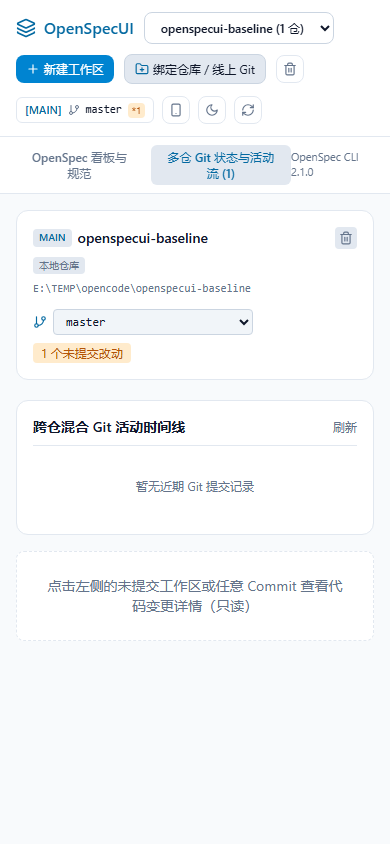 OpenSpecUI openspecui-baseline (1 仓)
新建工作区 绑定仓库 / 线上 Git
[MAIN] master *1
OpenSpec 看板与规范
多仓 Git 状态与活动流 (1)
OpenSpec CLI 2.1.0
MAIN openspecui-baseline
本地仓库
E:\TEMP\opencode\openspecui-baseline
master
1 个未提交改动
跨仓混合 Git 活动时间线 刷新
暂无近期 Git 提交记录
点击左侧的未提交工作区或任意 Commit 查看代
码变更详情（只读）